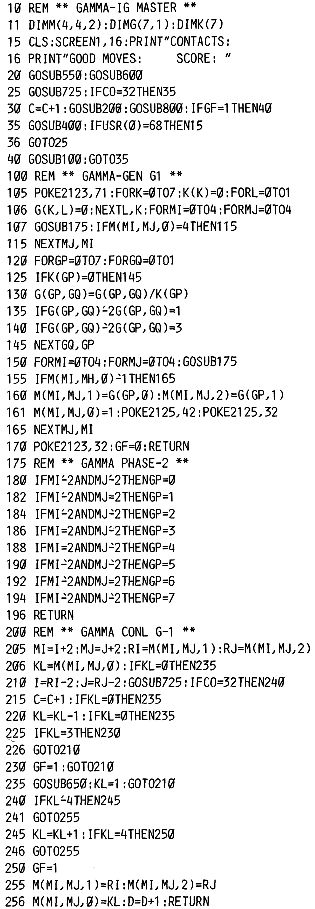 10 REM ** GAMMA-IG MASTER **
11 DIMM(4,4,2):DIMG(7,1):DIMK(7)
15 CLS:SCREEN1,16:PRINT"CONTACTS:
16 PRINT"GOOD MOVES:     SCORE: "
20 GOSUB550:GOSUB600
25 GOSUB725:IFCO=32THEN35
30 C=C+1:GOSUB200:GOSUB800:IFGF=1THEN40
35 GOSUB400:IFUSR(0)=68THEN15
36 GOTO25
40 GOSUB100:GOTO35
100 REM ** GAMMA-GEN G1 **
105 POKE2123,71:FORK=0TO7:K(K)=0:FORL=0TO1
106 G(K,L)=0:NEXTL,K:FORMI=0TO4:FORMJ=0TO4
107 GOSUB175:IFM(MI,MJ,0)=4THEN115
115 NEXTMJ,MI
120 FORGP=0TO7:FORGQ=0TO1
125 IFK(GP)=0THEN145
130 G(GP,GQ)=G(GP,GQ)/K(GP)
135 IFG(GP,GQ)÷2G(GP,GQ)=1
140 IFG(GP,GQ)÷2G(GP,GQ)=3
145 NEXTGQ,GP
150 FORMI=0TO4:FORMJ=0TO4:GOSUB175
155 IFM(MI,MH,0)÷1THEN165
160 M(MI,MJ,1)=G(GP,0):M(MI,MJ,2)=G(GP,1)
161 M(MI,MJ,0)=1:POKE2125,42:POKE2125,32
165 NEXTMJ,MI
170 POKE2123,32:GF=0:RETURN
175 REM ** GAMMA PHASE-2 **
180 IFMI÷2ANDMJ÷2THENGP=0
182 IFMI=2ANDMJ÷2THENGP=1
184 IFMI÷2ANDMJ÷2THENGP=2
186 IFMI=2ANDMJ÷2THENGP=3
188 IFMI=2ANDMJ÷2THENGP=4
190 IFMI÷2ANDMJ÷2THENGP=5
192 IFMI=2ANDMJ÷2THENGP=6
194 IFMI÷2ANDMJ÷2THENGP=7
196 RETURN
200 REM ** GAMMA CONL G-1 **
205 MI=I+2:MJ=J+2:RI=M(MI,MJ,1):RJ=M(MI,MJ,2)
206 KL=M(MI,MJ,0):IFKL=0THEN235
210 I=RI-2:J=RJ-2:GOSUB725:IFCO=32THEN240
215 C=C+1:IFKL=0THEN235
220 KL=KL-1:IFKL=0THEN235
225 IFKL=3THEN230
226 GOTO210
230 GF=1:GOTO210
235 GOSUB650:KL=1:GOTO210
240 IFKL÷4THEN245
241 GOTO255
245 KL=KL+1:IFKL=4THEN250
246 GOTO255
250 GF=1
255 M(MI,MJ,1)=RI:M(MI,MJ,2)=RJ
256 M(MI,MJ,0)=KL:D=D+1:RETURN